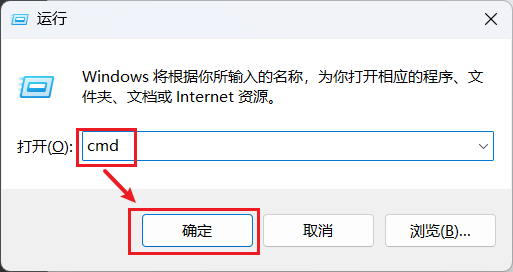 运行
Windows 将根据你所输入的名称，为你打开相应的程序、文
件夹、文档或 Internet 资源。
打开(O): cmd
确定 取消 浏览(B)...